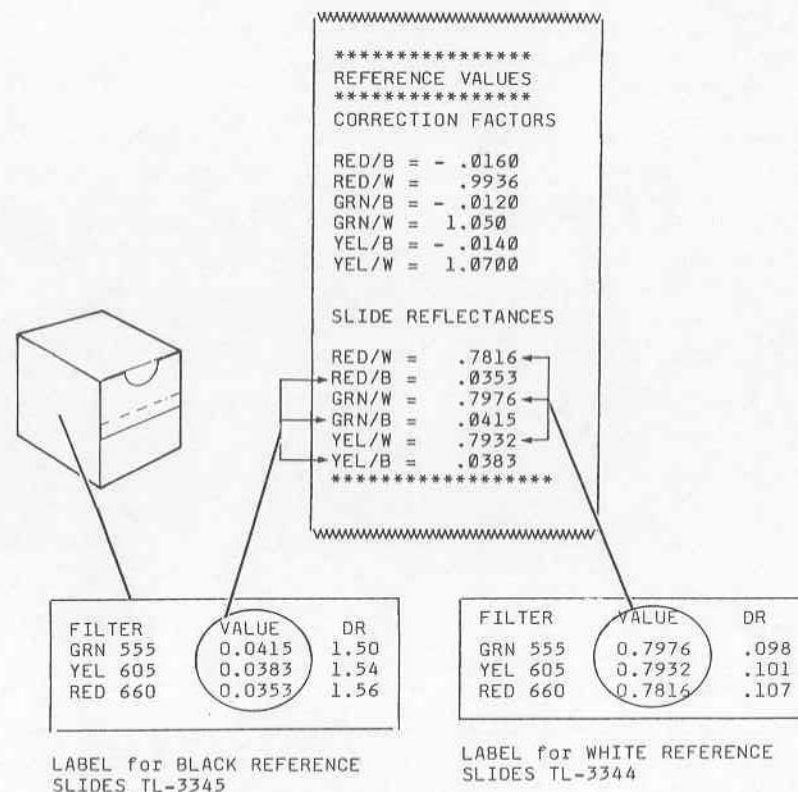 ****************
REFERENCE VALUES
****************
CORRECTION FACTORS
RED/B = - .0160
RED/W = .9936
GRN/B = - .0120
GRN/W = 1.050
YEL/B = - .0140
YEL/W = 1.0700
SLIDE REFLECTANCES
RED/W = .7816
RED/B = .0353
GRN/W = .7976
GRN/B = .0415
YEL/W = .7932
YEL/B = .0383
******************
FILTER VALUE DR
GRN 555 0.0415 1.50
YEL 605 0.0383 1.54
RED 660 0.0353 1.56
LABEL for BLACK REFERENCE
SLIDES TL-3345
FILTER VALUE DR
GRN 555 0.7976 .098
YEL 605 0.7932 .101
RED 660 0.7816 .107
LABEL for WHITE REFERENCE
SLIDES TL-3344